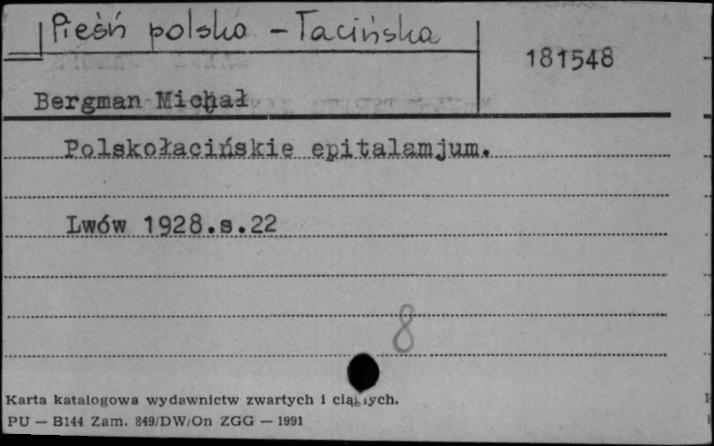 Pieśń polsko - łacińska
181548
Bergman Michał
Polskołacińskie epitalamjum.
Lwów 1928.s.22
8
Karta katalogowa wydawnictw zwartych i ciągłych.
PU — B144 Zam. 849/DW/On ZGG — 1991